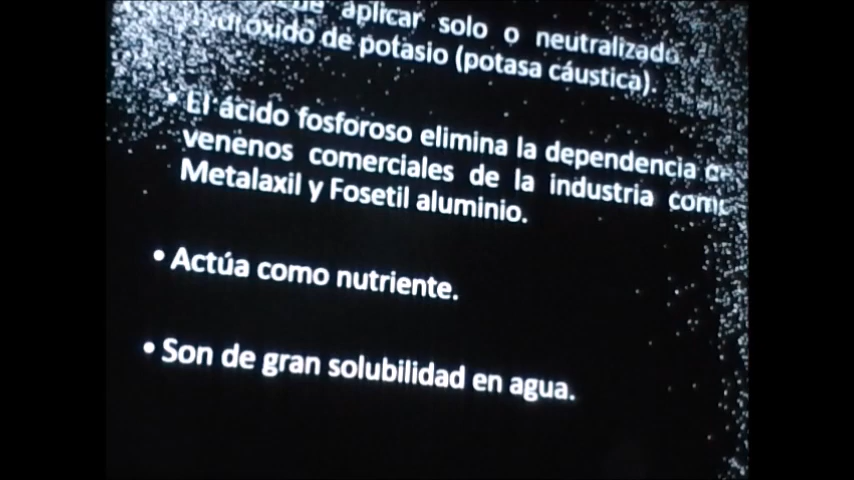 aplicar solo o neutralizado
de potasio (potasa cáustica).
• El ácido fosforoso elimina la dependencia
venenos comerciales de la industria
Metalaxil y Fosetil aluminio.
• Actúa como nutriente.
• Son de gran solubilidad en agua.